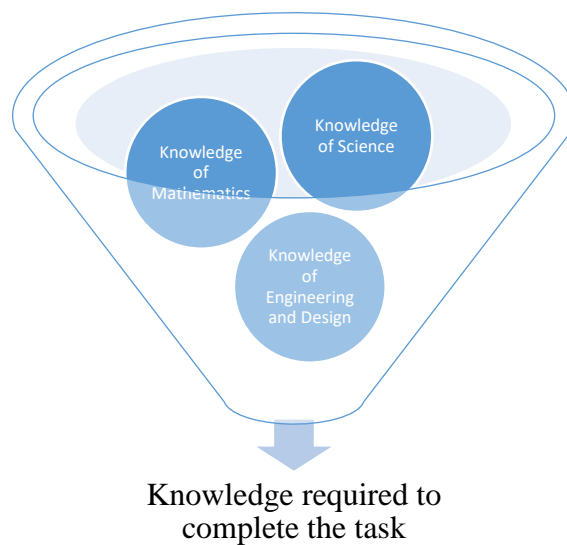 Knowledge
of Science
Knowledge
of
Mathematics
Knowledge
of
Engineering
and Design
Knowledge required to
complete the task